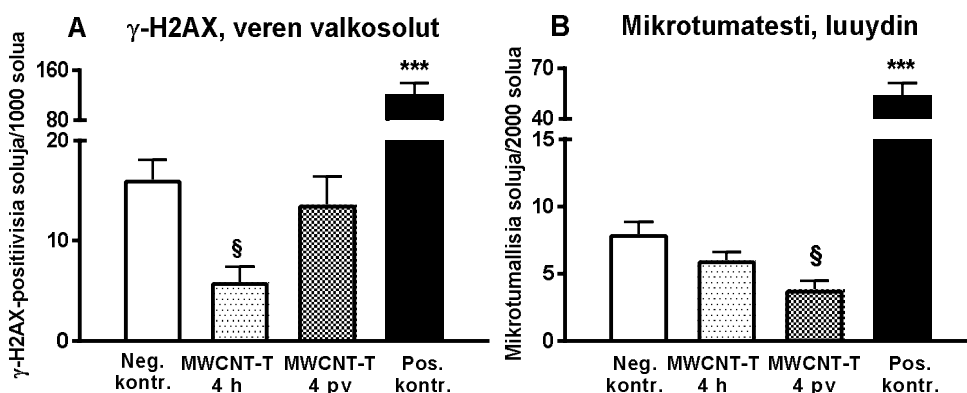 A γ-H2AX, veren valkosolut
γ-H2AX-positiivisia soluja/1000 solua
160
80
20
10
0
***
§
Neg.
kontr.
MWCNT-T
4 h
MWCNT-T
4 pv
Pos.
kontr.
B Mikrotumatesti, luuydin
Mikrotumallisia soluja/2000 solua
70
40
15
10
5
0
***
§
Neg.
kontr.
MWCNT-T
4 h
MWCNT-T
4 pv
Pos.
kontr.